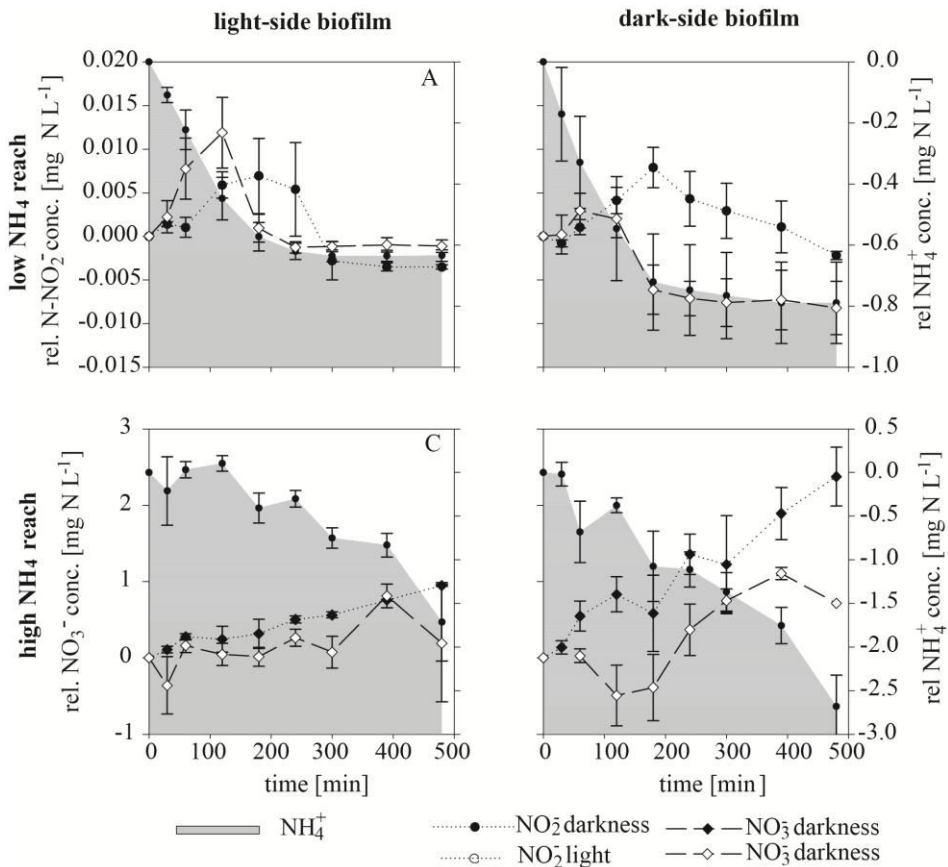 light-side biofilm
dark-side biofilm
low NH4 reach
rel. N-NO2 conc. [mg N L-1]
0.020
0.015
0.010
0.005
0.000
-0.005
-0.010
-0.015
A
0.0
-0.2
-0.4
-0.6
-0.8
-1.0
rel NH4+ conc. [mg N L-1]
high NH4 reach
rel. NO3- conc. [mg N L-1]
3
2
1
0
-1
C
0.5
0.0
-0.5
-1.0
-1.5
-2.0
-2.5
-3.0
rel NH4+ conc. [mg N L-1]
0 100 200 300 400 500
0 100 200 300 400 500
time [min]
time [min]
NH4+
NO2- darkness
NO3- darkness
NO2- light
NO3- darkness